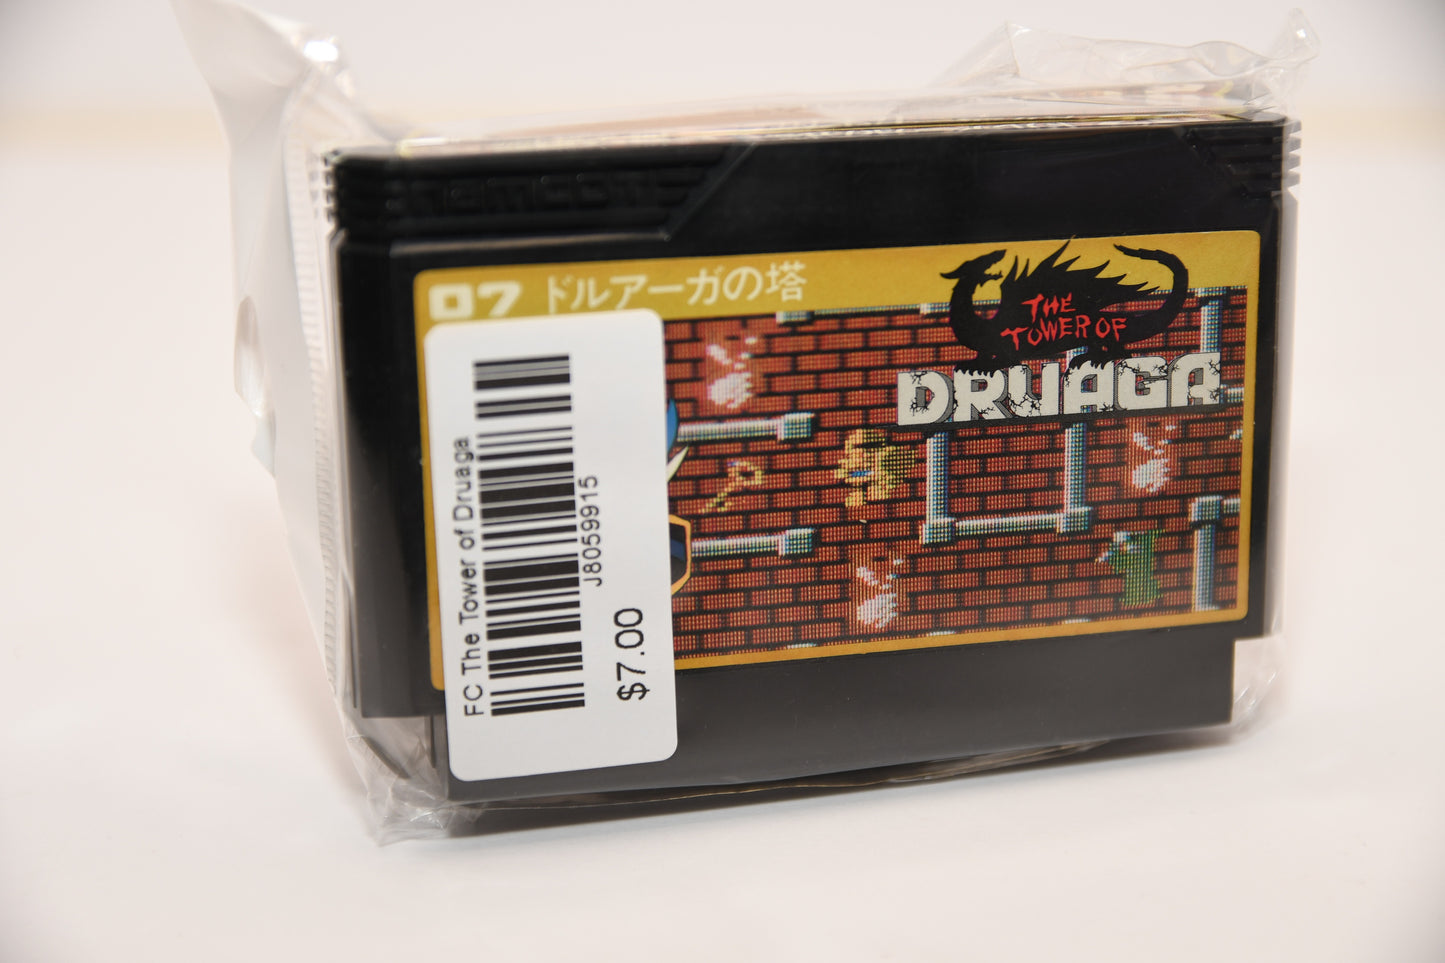 namcot
07 ドルアーガの塔
THE
TOWER OF
DRUAGA
FC The Tower of Druaga
J8059915
$7.00